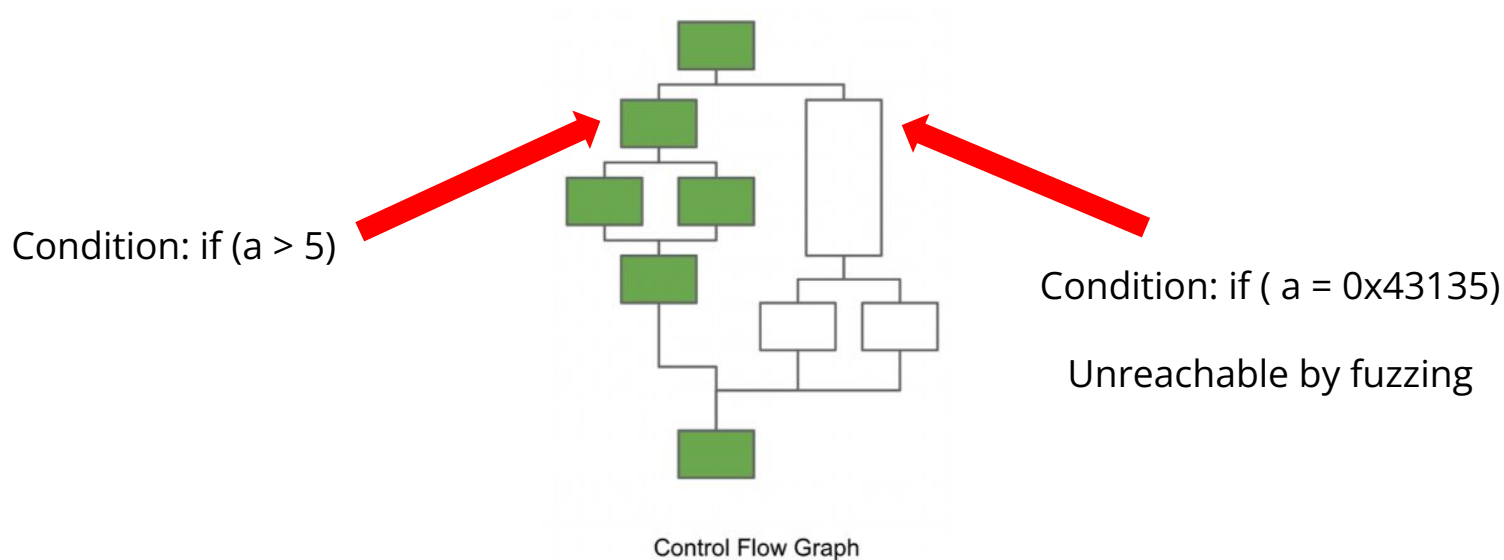 Condition: if (a > 5)
Condition: if ( a = 0x43135)
Unreachable by fuzzing
Control Flow Graph